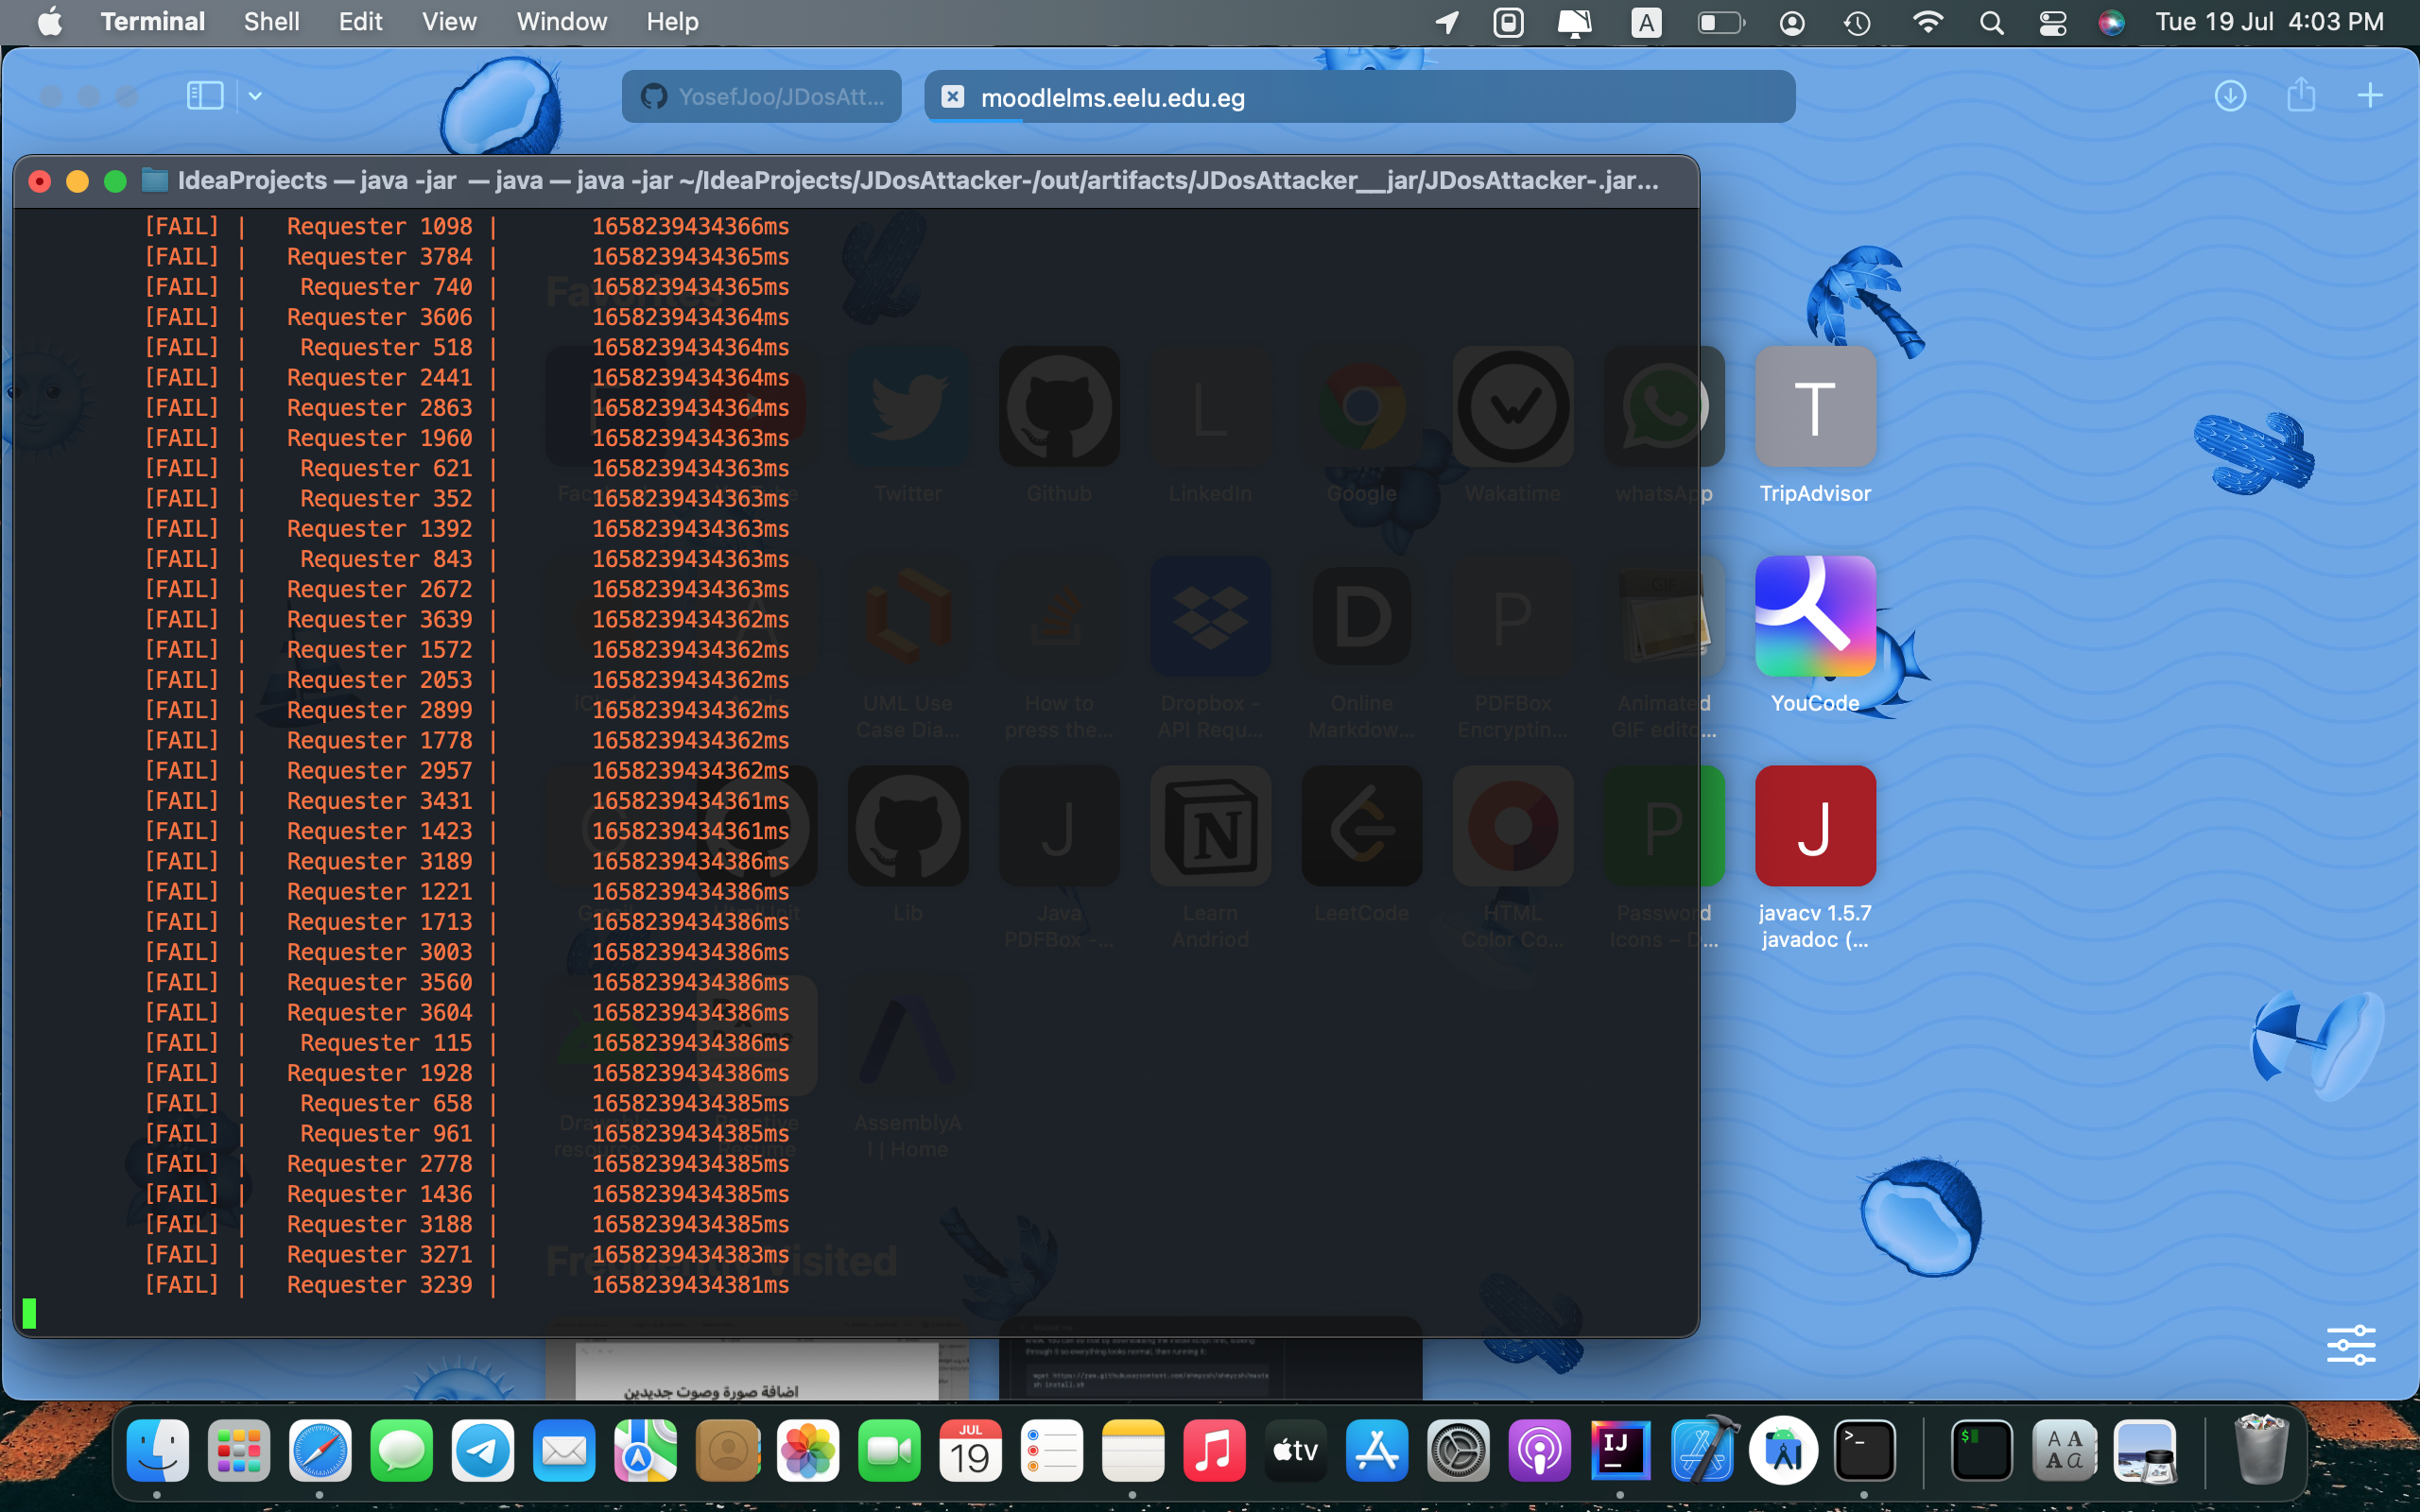 Terminal Shell Edit View Window Help
A
Tue 19 Jul 4:03 PM
YosefJoo/JDosAtt...
moodlelms.eelu.edu.eg
IdeaProjects — java -jar — java — java -jar ~/IdeaProjects/JDosAttacker-/out/artifacts/JDosAttacker__jar/JDosAttacker-.jar...
[FAIL] | Requester 1098 | 1658239434366ms
[FAIL] | Requester 3784 | 1658239434365ms
[FAIL] | Requester 740 | 1658239434365ms
[FAIL] | Requester 3606 | 1658239434364ms
[FAIL] | Requester 518 | 1658239434364ms
[FAIL] | Requester 2441 | 1658239434364ms
[FAIL] | Requester 2863 | 1658239434364ms
[FAIL] | Requester 1960 | 1658239434363ms
[FAIL] | Requester 621 | 1658239434363ms
[FAIL] | Requester 352 | 1658239434363ms
[FAIL] | Requester 1392 | 1658239434363ms
[FAIL] | Requester 843 | 1658239434363ms
[FAIL] | Requester 2672 | 1658239434363ms
[FAIL] | Requester 3639 | 1658239434362ms
[FAIL] | Requester 1572 | 1658239434362ms
[FAIL] | Requester 2053 | 1658239434362ms
[FAIL] | Requester 2899 | 1658239434362ms
[FAIL] | Requester 1778 | 1658239434362ms
[FAIL] | Requester 2957 | 1658239434362ms
[FAIL] | Requester 3431 | 1658239434361ms
[FAIL] | Requester 1423 | 1658239434361ms
[FAIL] | Requester 3189 | 1658239434386ms
[FAIL] | Requester 1221 | 1658239434386ms
[FAIL] | Requester 1713 | 1658239434386ms
[FAIL] | Requester 3003 | 1658239434386ms
[FAIL] | Requester 3560 | 1658239434386ms
[FAIL] | Requester 3604 | 1658239434386ms
[FAIL] | Requester 115 | 1658239434386ms
[FAIL] | Requester 1928 | 1658239434386ms
[FAIL] | Requester 658 | 1658239434385ms
[FAIL] | Requester 961 | 1658239434385ms
[FAIL] | Requester 2778 | 1658239434385ms
[FAIL] | Requester 1436 | 1658239434385ms
[FAIL] | Requester 3188 | 1658239434385ms
[FAIL] | Requester 3271 | 1658239434383ms
[FAIL] | Requester 3239 | 1658239434381ms
Favorites
L
T
Twitter Github LinkedIn Google Wakatime whatsApp TripAdvisor
D
P
GIF
UML Use How to Dropbox - Online PDFBox Animated YouCode
Case Dia... press the... API Requ... Markdow... Encryptin... GIF edito...
J
N
P
J
Lib Java Learn LeetCode HTML Password javacv 1.5.7
PDFBox -... Andriod Color Co... Icons – D... javadoc (...
AssemblyA
I | Home
Frequently Visited
اضافة صورة وصوت جديدين
JUL
19
tv
IJ
>_
$
A A
A a